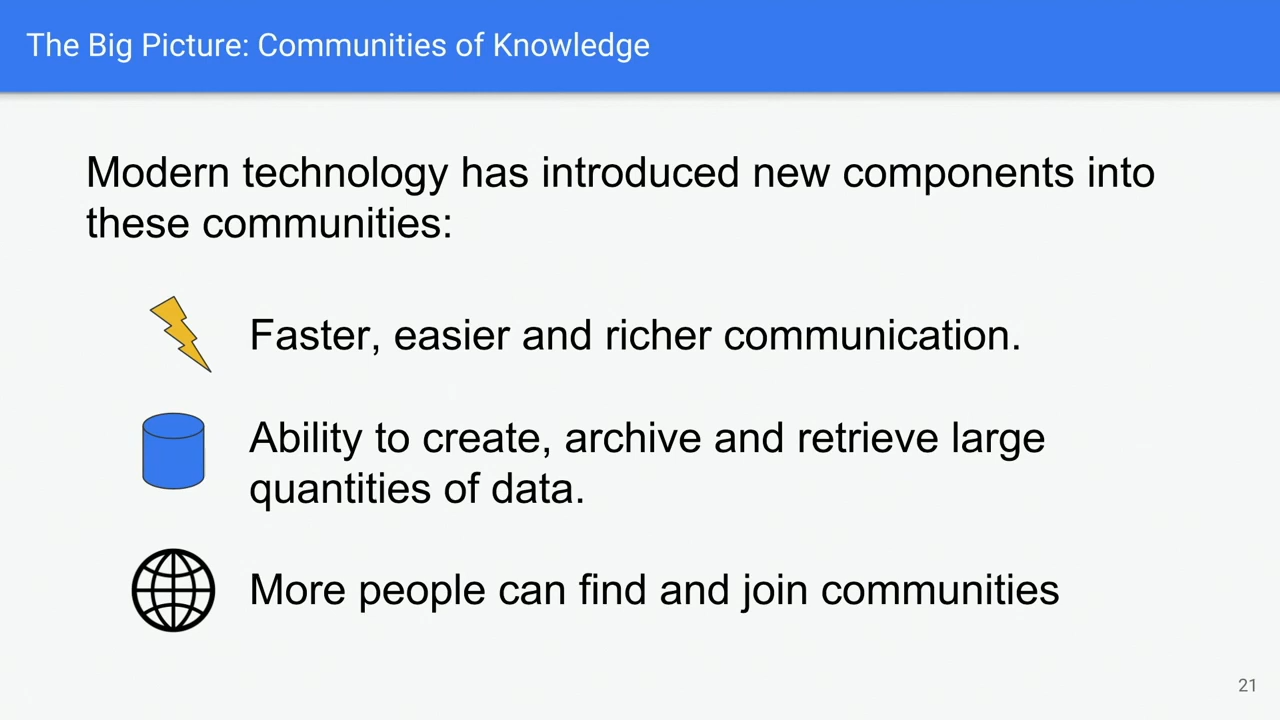 The Big Picture: Communities of Knowledge
Modern technology has introduced new components into
these communities:
Faster, easier and richer communication.
Ability to create, archive and retrieve large
quantities of data.
More people can find and join communities
21